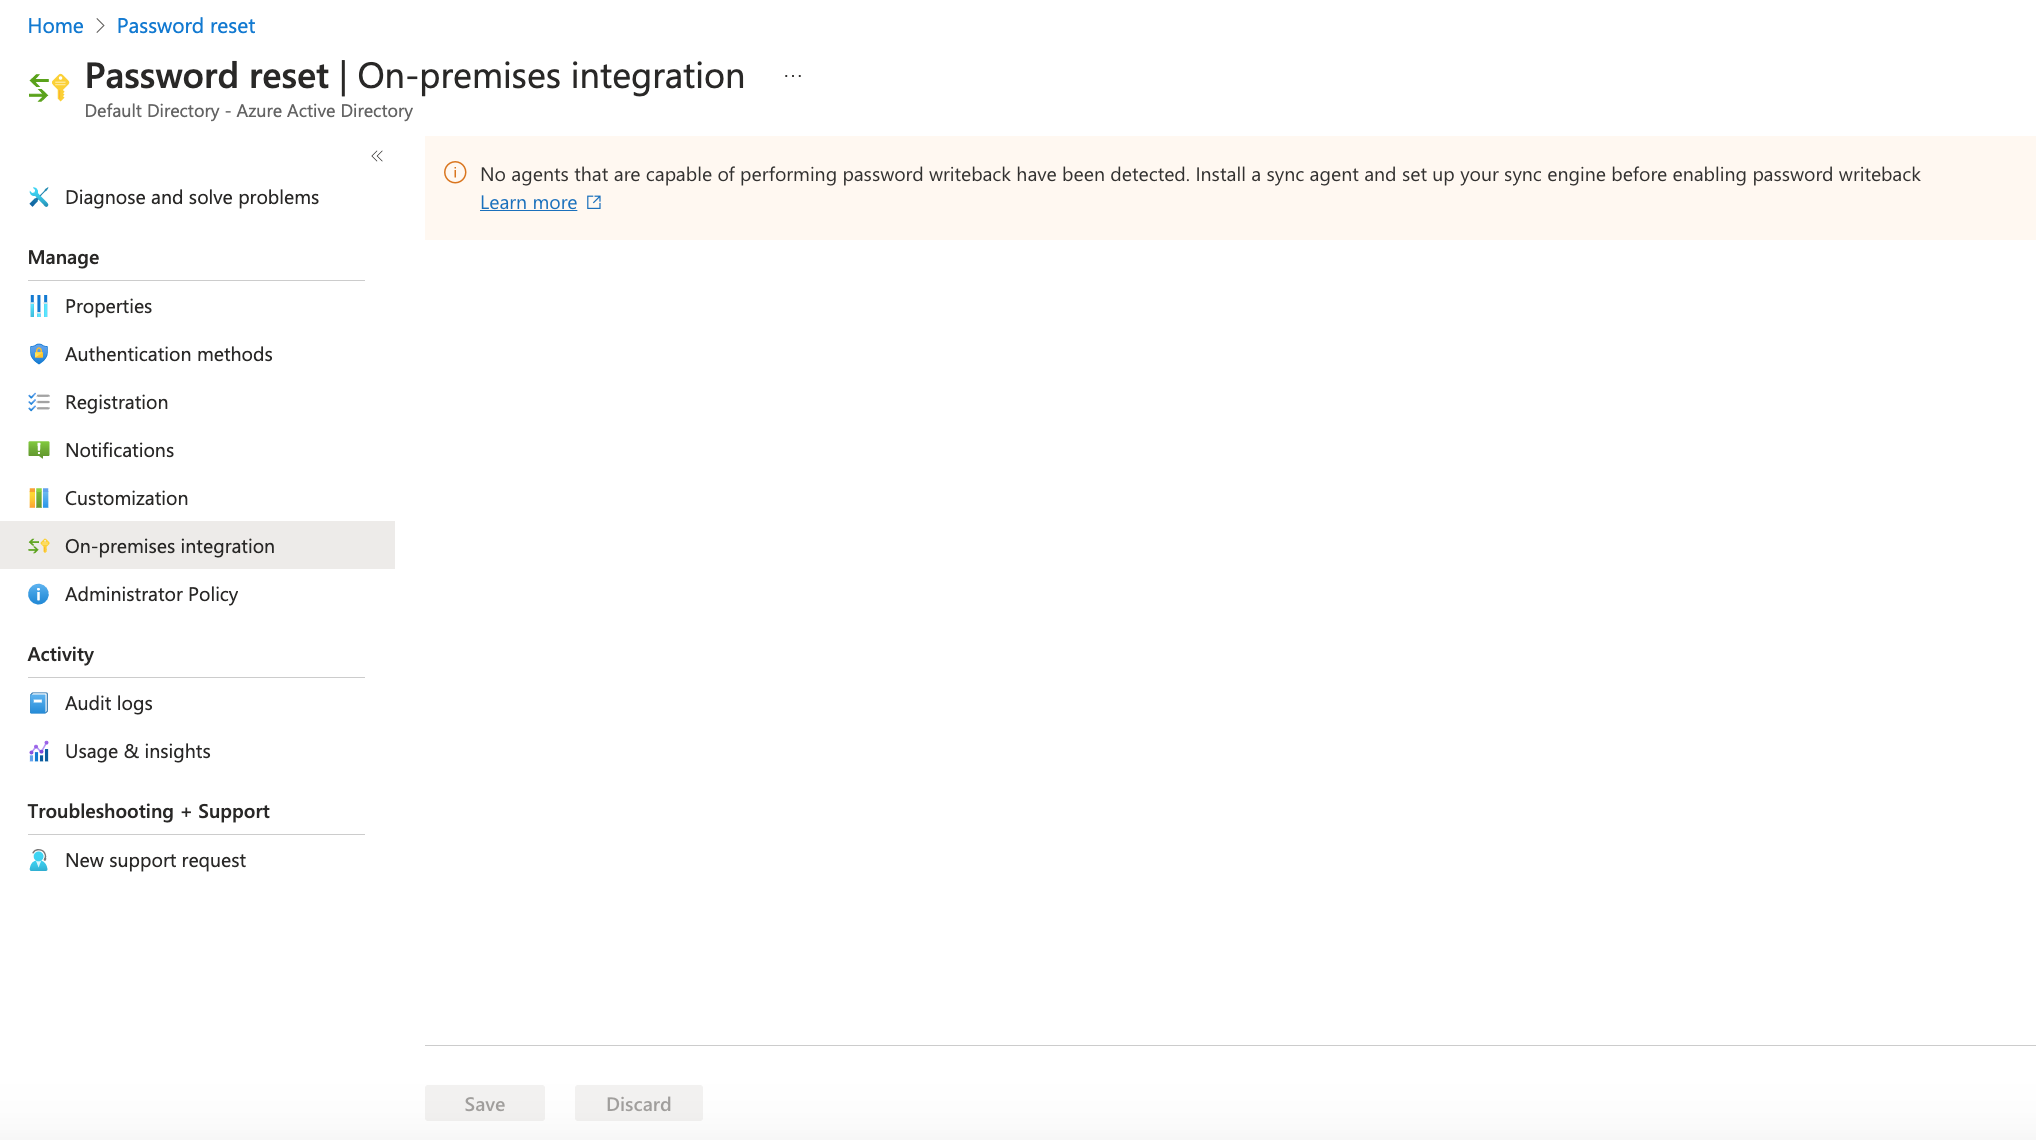 Home > Password reset
Password reset | On-premises integration ...
Default Directory - Azure Active Directory
«
Diagnose and solve problems
Manage
Properties
Authentication methods
Registration
Notifications
Customization
On-premises integration
Administrator Policy
Activity
Audit logs
Usage & insights
Troubleshooting + Support
New support request
No agents that are capable of performing password writeback have been detected. Install a sync agent and set up your sync engine before enabling password writeback
Learn more
Save Discard